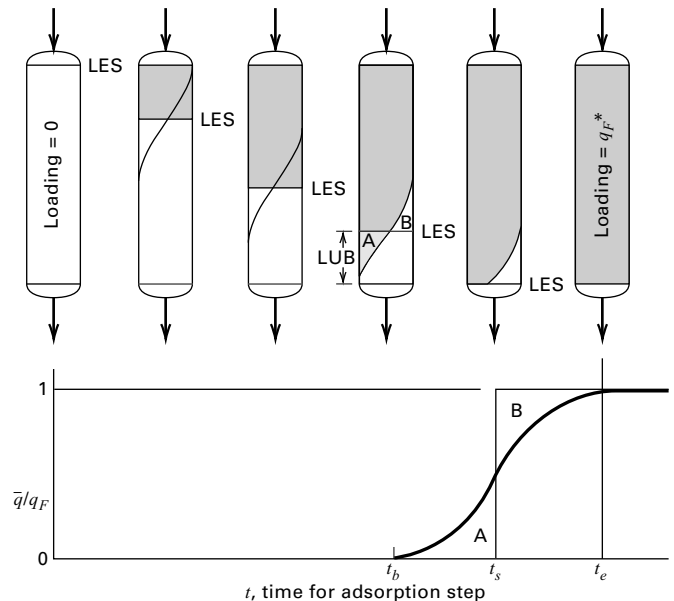 LES
LES
LES
LES
LES
Loading = 0
Loading = q_F*
A
B
LUB
1
B
q̅/q_F
A
0
t_b
t_s
t_e
t, time for adsorption step